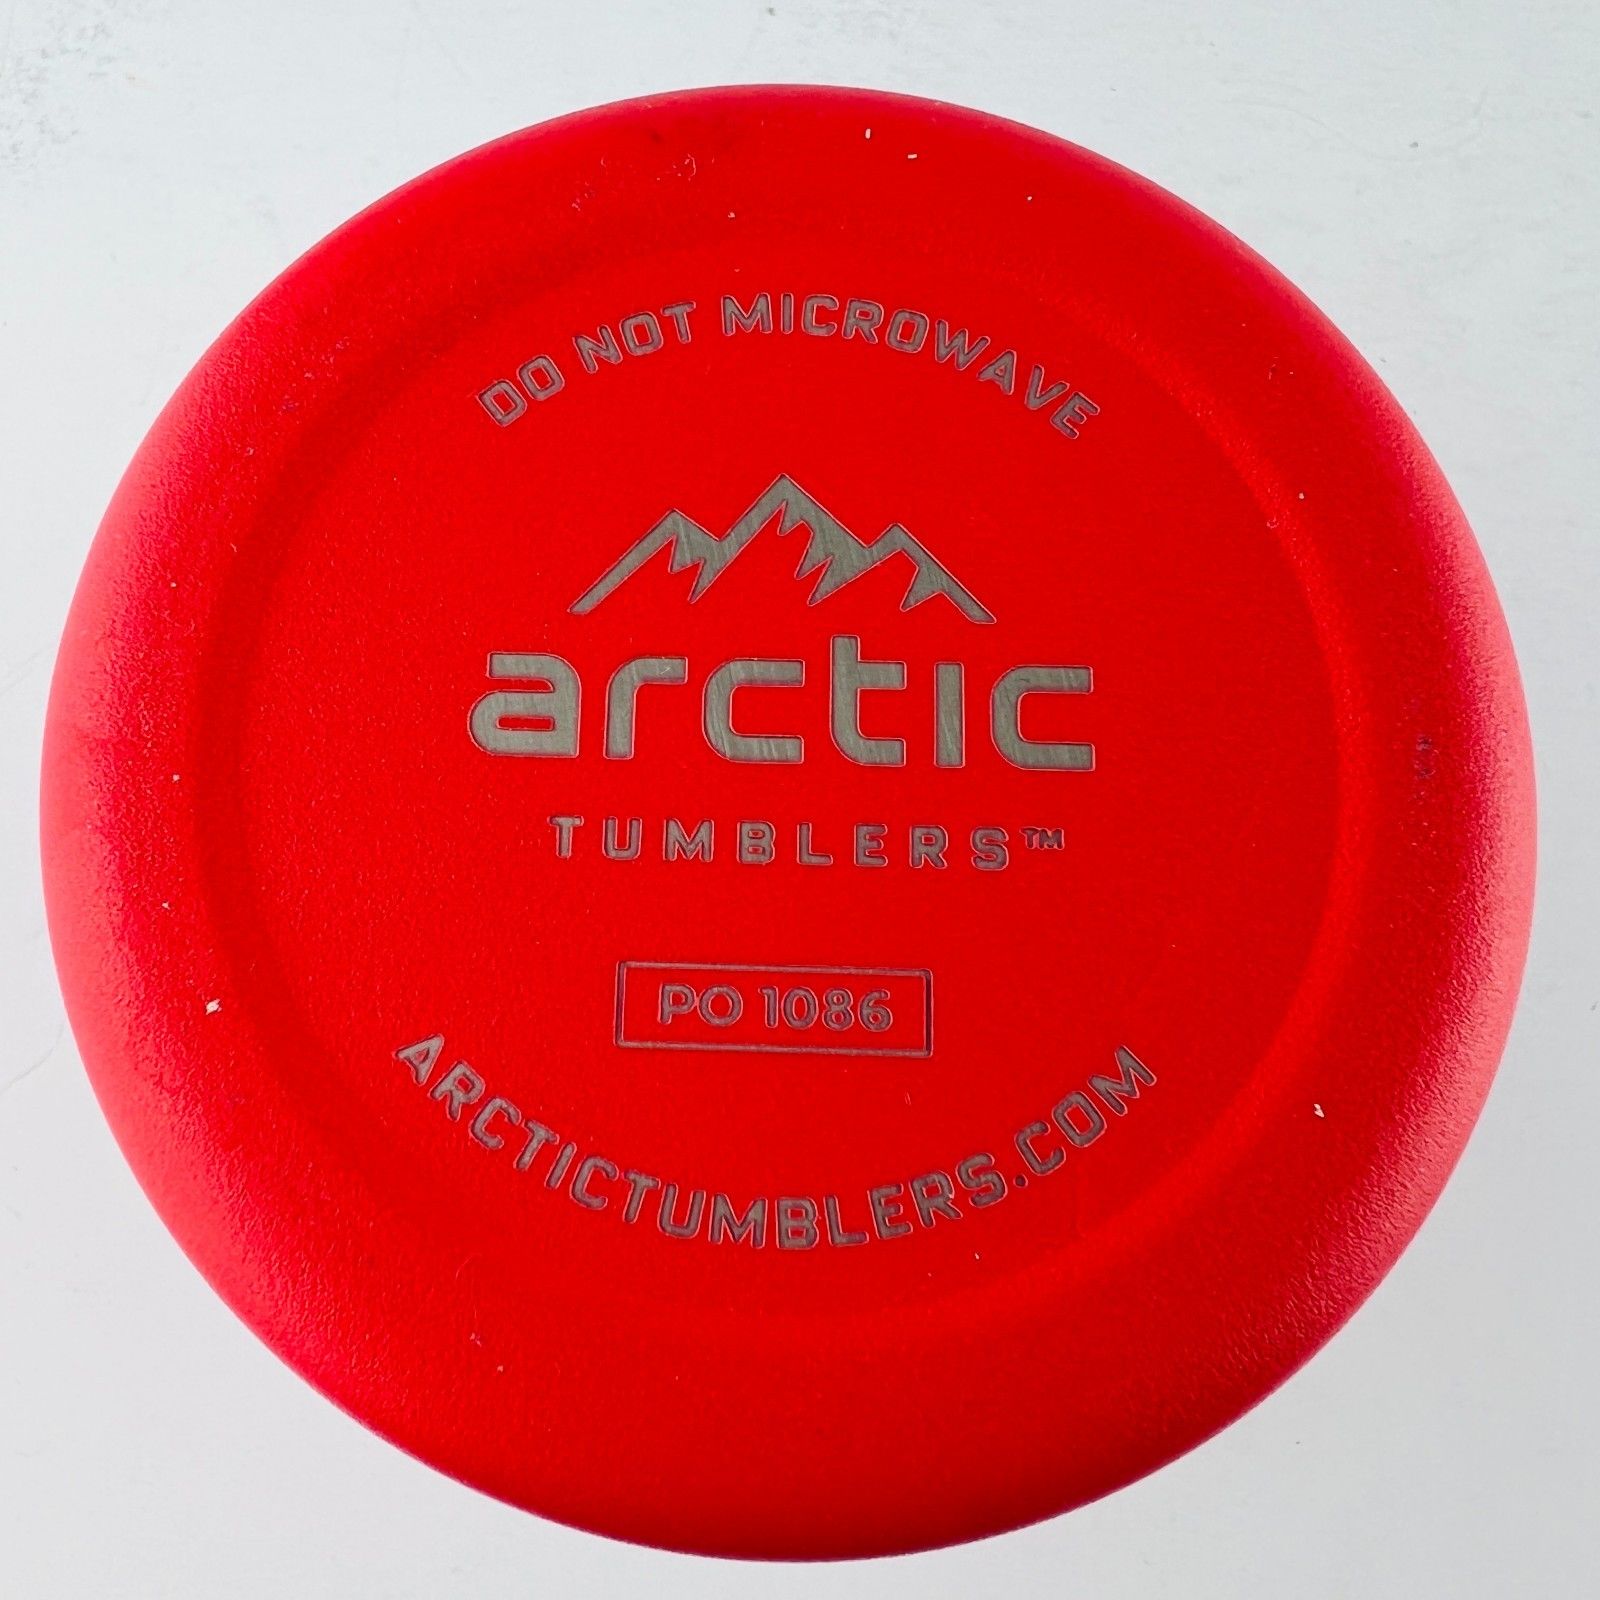 DO NOT MICROWAVE
arctic
TUMBLERS™
PO 1086
ARCTICTUMBLERS.COM